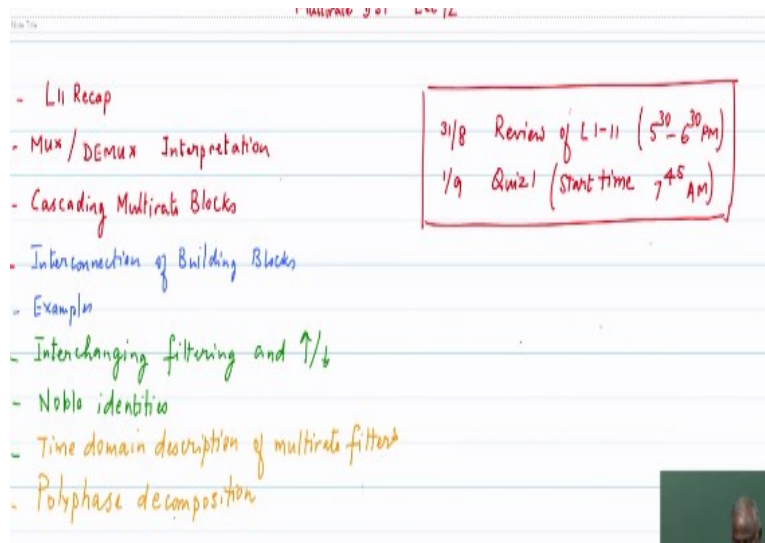 - L11 Recap
- Mux / DEMUX Interpretation
- Cascading Multirate Blocks
- Interconnection of Building Blocks
- Examples
- Interchanging filtering and ↑/↓
- Noble identities
- Time domain description of multirate filters
- Polyphase decomposition
31/8 Review of L1-11 (5³⁰-6³⁰ PM)
1/9 Quiz 1 (Start time 7⁴⁵ AM)